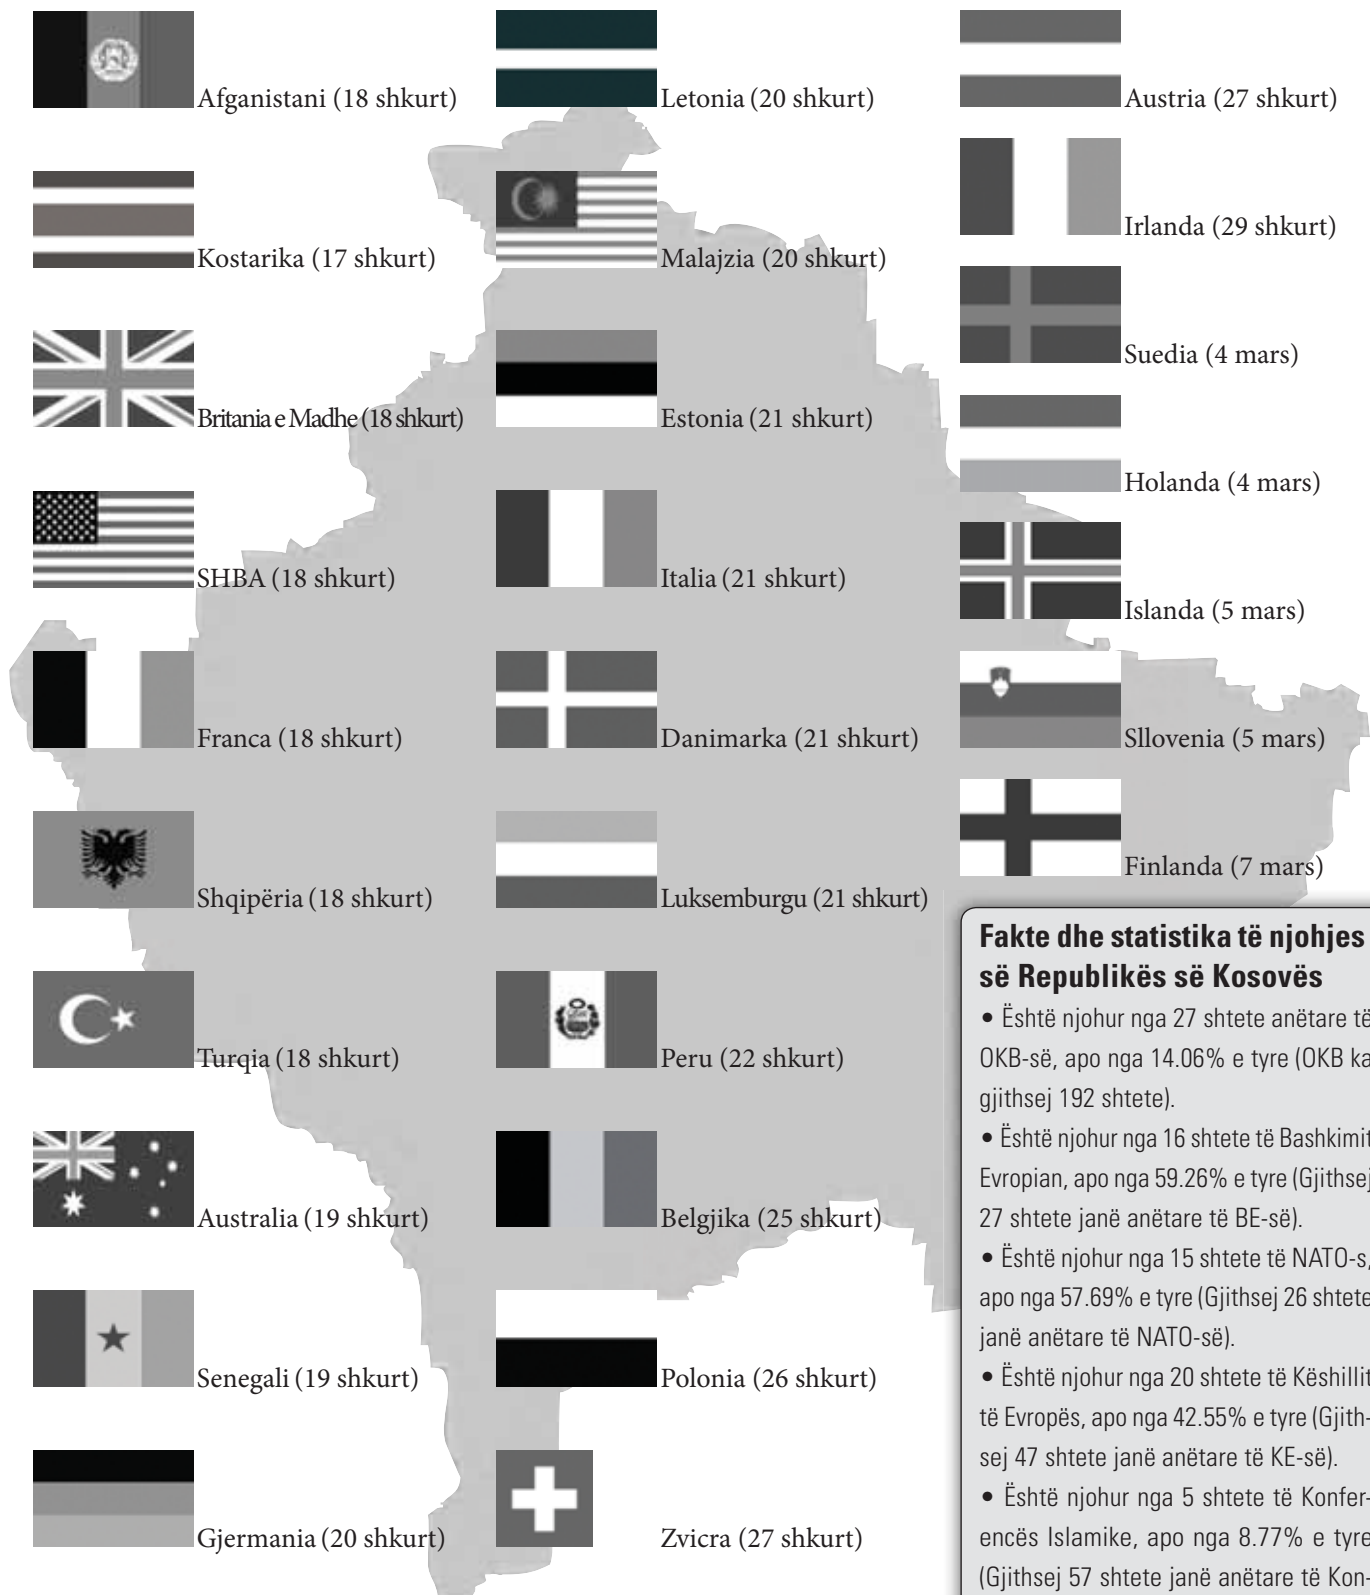 Afganistani (18 shkurt)
Kostarika (17 shkurt)
Britania e Madhe (18 shkurt)
SHBA (18 shkurt)
Franca (18 shkurt)
Shqipëria (18 shkurt)
Turqia (18 shkurt)
Australia (19 shkurt)
Senegali (19 shkurt)
Gjermania (20 shkurt)
Letonia (20 shkurt)
Malajzia (20 shkurt)
Estonia (21 shkurt)
Italia (21 shkurt)
Danimarka (21 shkurt)
Luksemburgu (21 shkurt)
Peru (22 shkurt)
Belgjika (25 shkurt)
Polonia (26 shkurt)
Zvicra (27 shkurt)
Austria (27 shkurt)
Irlanda (29 shkurt)
Suedia (4 mars)
Holanda (4 mars)
Islanda (5 mars)
Sllovenia (5 mars)
Finlanda (7 mars)
Fakte dhe statistika të njohjes
së Republikës së Kosovës
• Është njohur nga 27 shtete anëtare të
OKB-së, apo nga 14.06% e tyre (OKB ka
gjithsej 192 shtete).
• Është njohur nga 16 shtete të Bashkimit
Evropian, apo nga 59.26% e tyre (Gjithsej
27 shtete janë anëtare të BE-së).
• Është njohur nga 15 shtete të NATO-s,
apo nga 57.69% e tyre (Gjithsej 26 shtete
janë anëtare të NATO-së).
• Është njohur nga 20 shtete të Këshillit
të Evropës, apo nga 42.55% e tyre (Gjith-
sej 47 shtete janë anëtare të KE-së).
• Është njohur nga 5 shtete të Konfer-
encës Islamike, apo nga 8.77% e tyre
(Gjithsej 57 shtete janë anëtare të Kon-